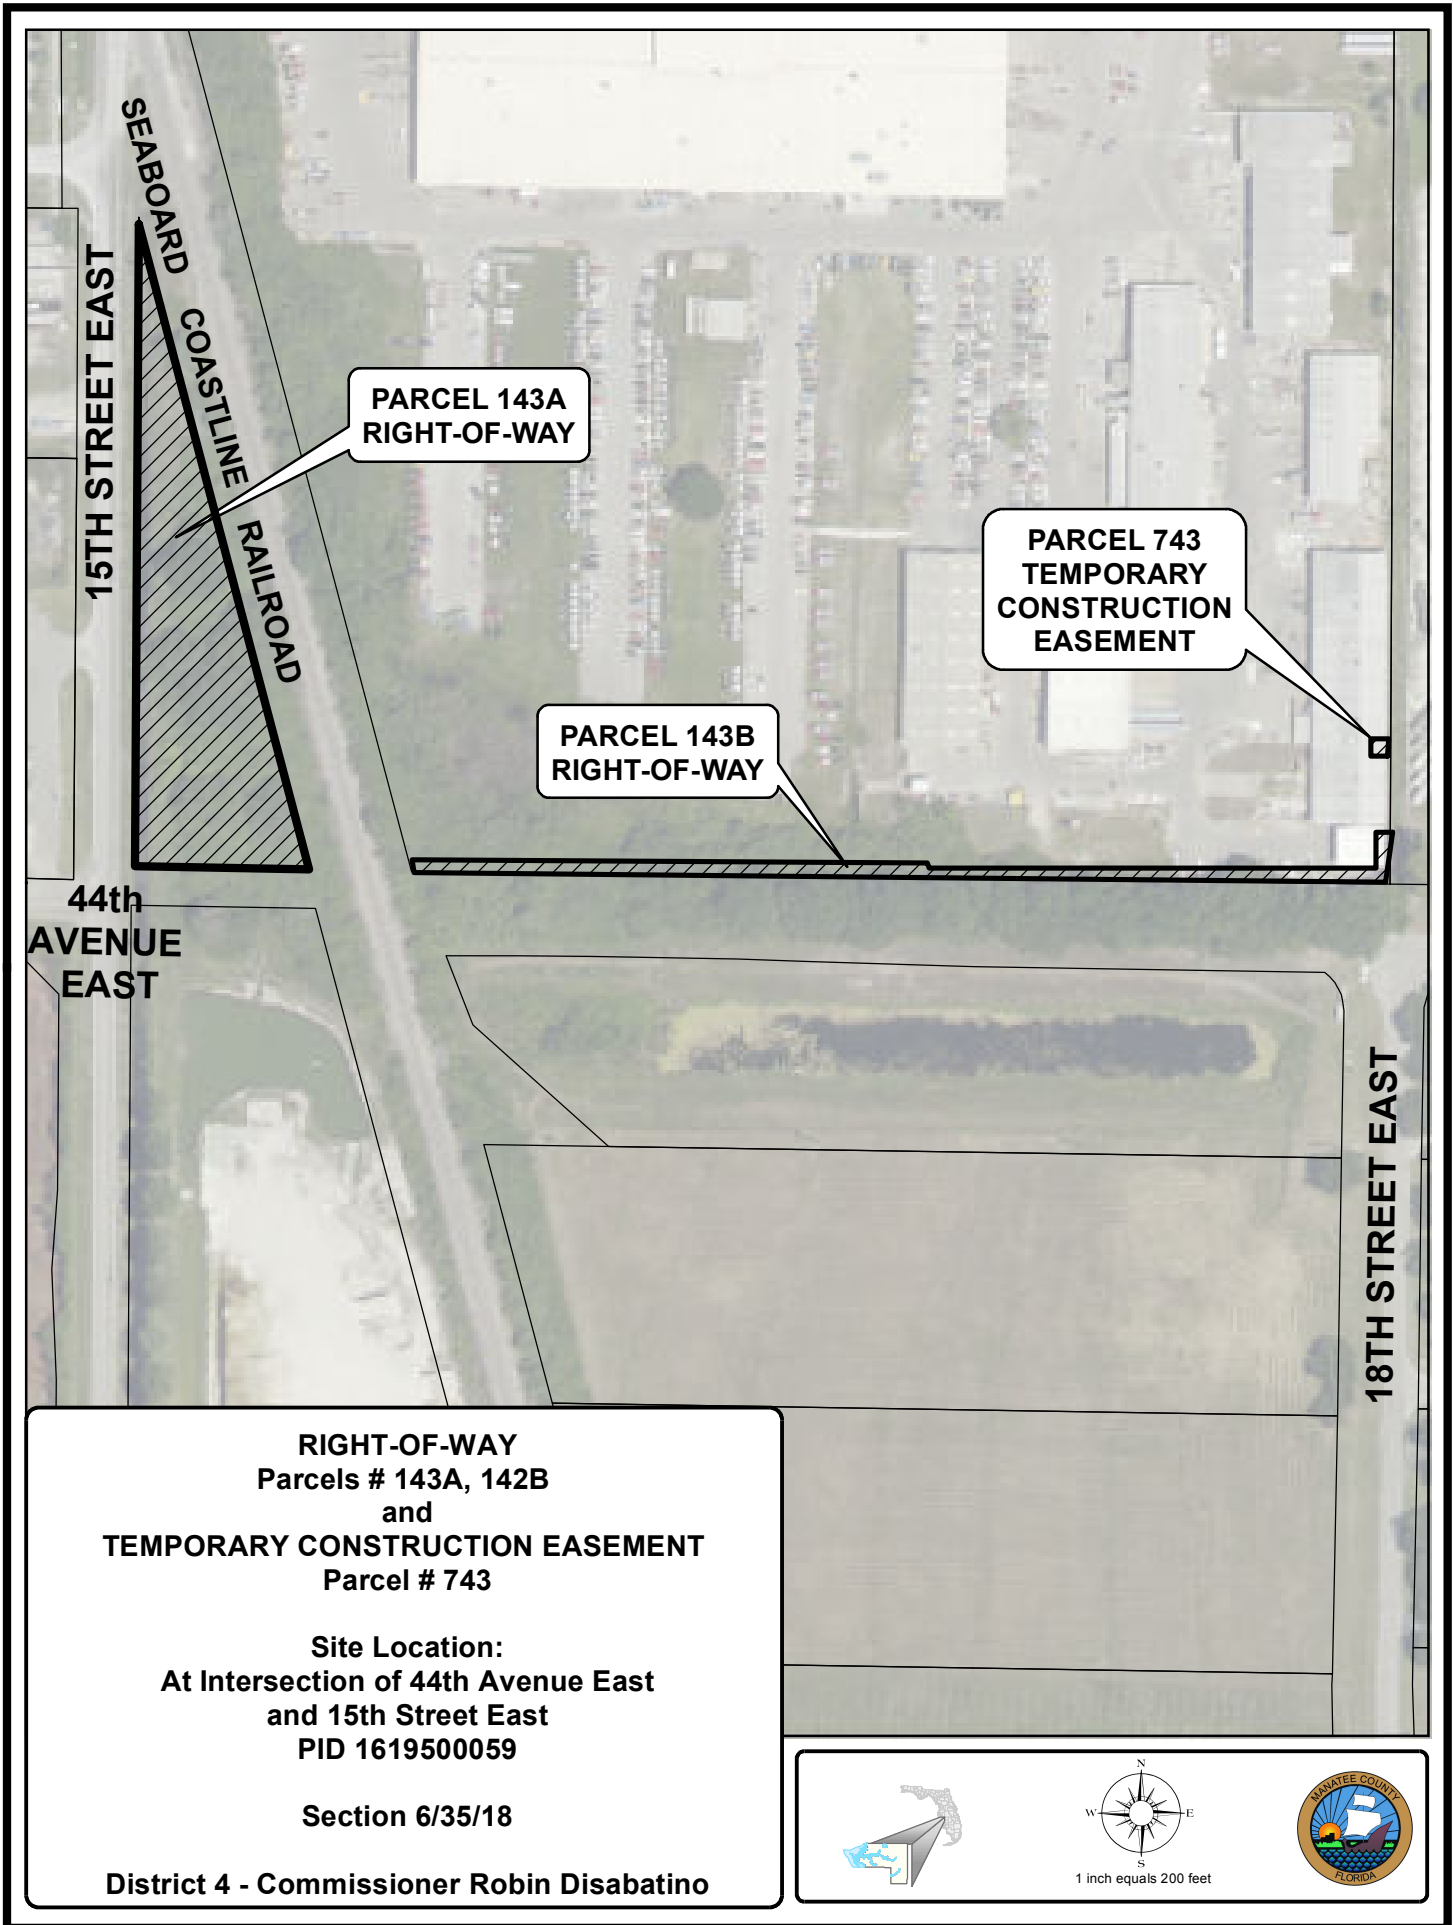 SEABOARD COASTLINE RAILROAD
15TH STREET EAST
PARCEL 143A
RIGHT-OF-WAY
PARCEL 743
TEMPORARY
CONSTRUCTION
EASEMENT
PARCEL 143B
RIGHT-OF-WAY
44th
AVENUE
EAST
18TH STREET EAST
RIGHT-OF-WAY
Parcels # 143A, 142B
and
TEMPORARY CONSTRUCTION EASEMENT
Parcel # 743
Site Location:
At Intersection of 44th Avenue East
and 15th Street East
PID 1619500059
Section 6/35/18
District 4 - Commissioner Robin Disabatino
N
W
E
S
1 inch equals 200 feet
MANATEE COUNTY
FLORIDA